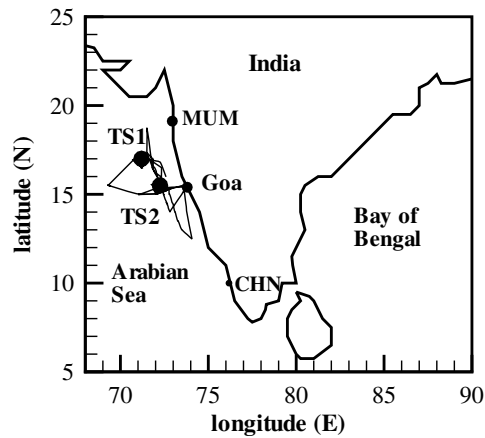 25
20
15
10
5
latitude (N)
India
MUM
TS1
Goa
TS2
Bay of
Bengal
Arabian
Sea
CHN
70 75 80 85 90
longitude (E)